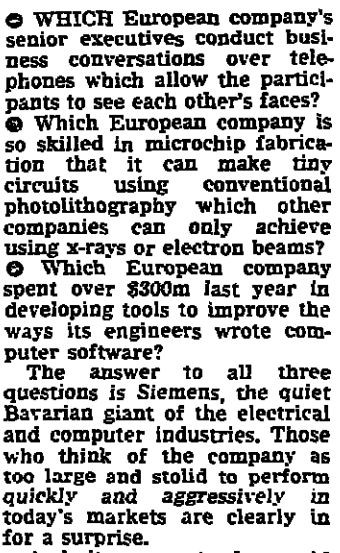 ● WHICH European company's
senior executives conduct busi-
ness conversations over tele-
phones which allow the partici-
pants to see each other's faces?
● Which European company is
so skilled in microchip fabrica-
tion that it can make tiny
circuits using conventional
photolithography which other
companies can only achieve
using x-rays or electron beams?
● Which European company
spent over $300m last year in
developing tools to improve the
ways its engineers wrote com-
puter software?
The answer to all three
questions is Siemens, the quiet
Bavarian giant of the electrical
and computer industries. Those
who think of the company as
too large and stolid to perform
quickly and aggressively in
today's markets are clearly in
for a surprise.